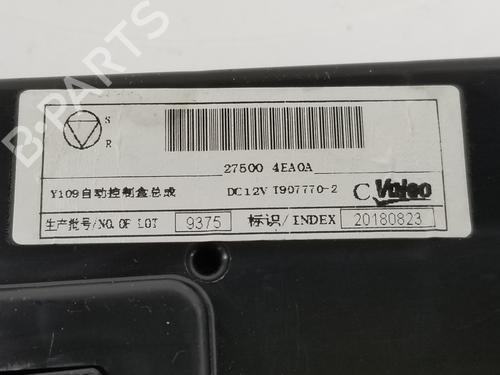 S
R
27500 4EA0A
Y109自动控制盒总成 DC12V T907770-2 C Valeo
生产批号/NO.OF LOT 9375 标识/INDEX 20180823
B-PARTS